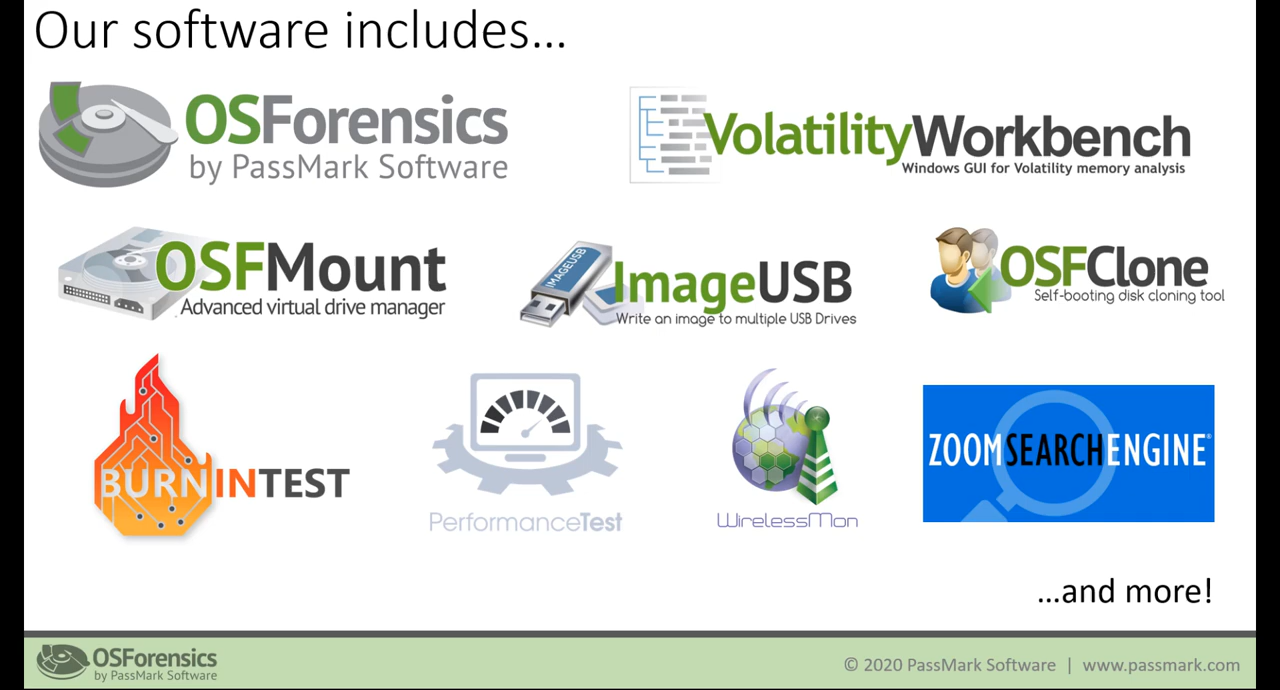 Our software includes...
OSForensics
by PassMark Software
VolatilityWorkbench
Windows GUI for Volatility memory analysis
OSFMount
Advanced virtual drive manager
IMAGEUSB
ImageUSB
Write an image to multiple USB Drives
OSFClone
Self-booting disk cloning tool
BURNINTEST
PerformanceTest
WirelessMon
ZOOMSEARCHENGINE®
...and more!
OSForensics
by PassMark Software
© 2020 PassMark Software | www.passmark.com